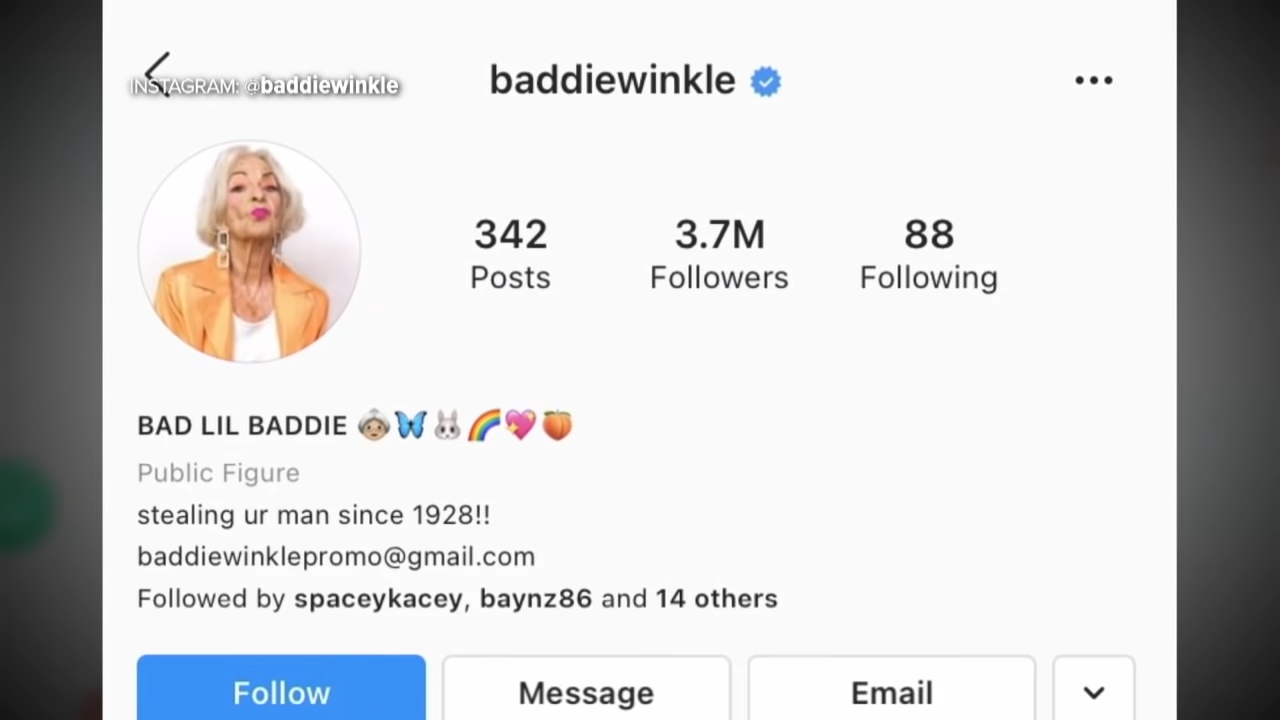 INSTAGRAM: @baddiewinkle
baddiewinkle
342 3.7M 88
Posts Followers Following
BAD LIL BADDIE 👵🏼🦋🐰🌈💖🍑
Public Figure
stealing ur man since 1928!!
baddiewinklepromo@gmail.com
Followed by spaceykacey, baynz86 and 14 others
Follow Message Email